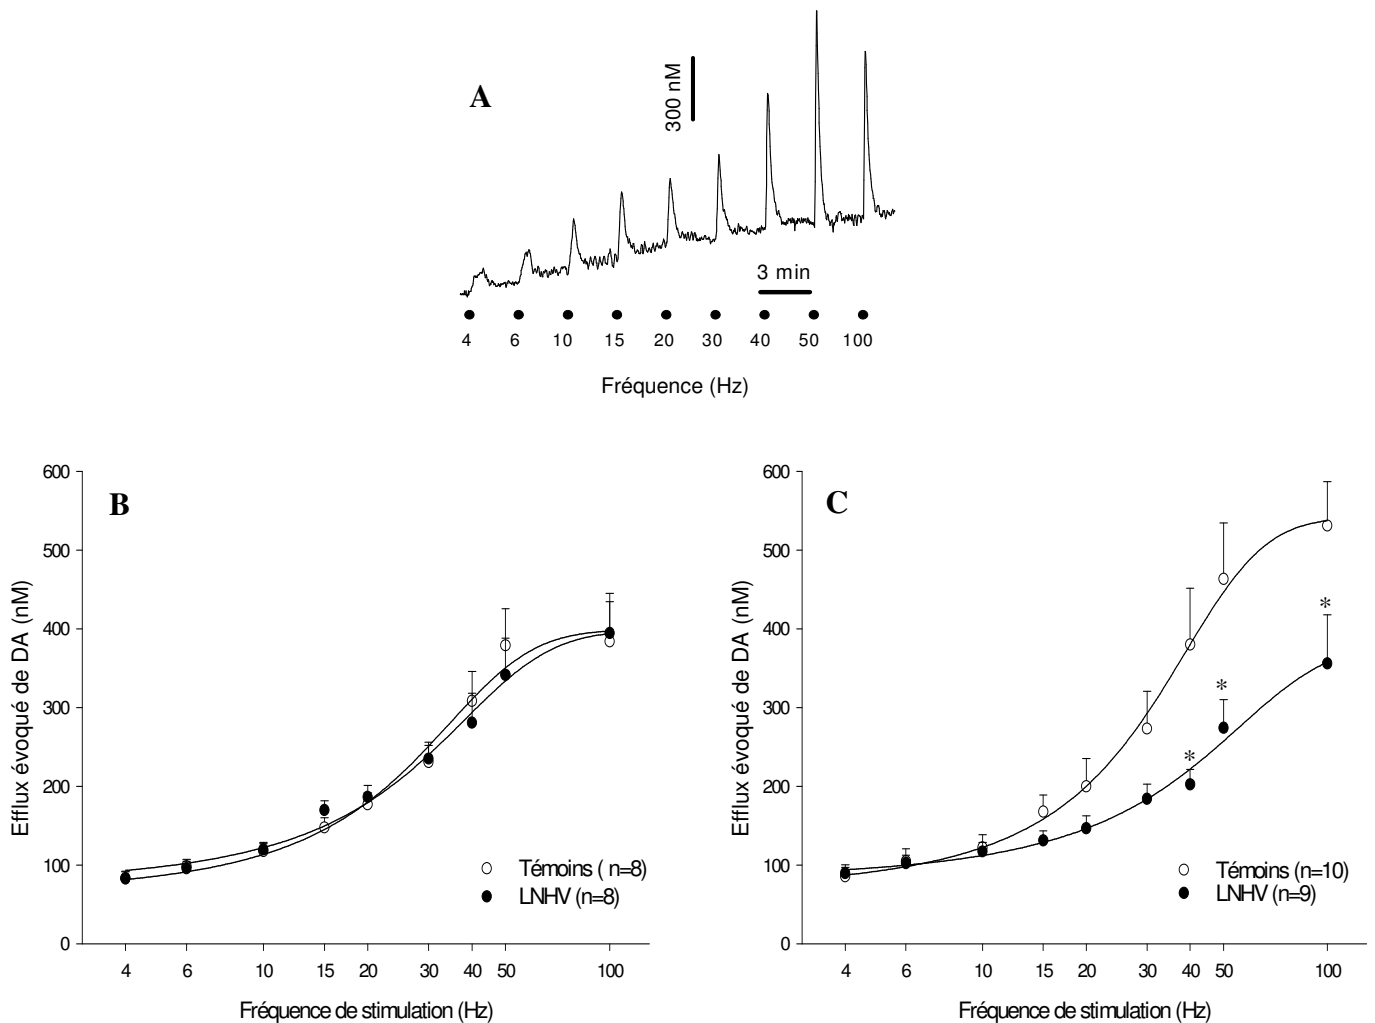 A
300 nM
3 min
4 6 10 15 20 30 40 50 100
Fréquence (Hz)
B
Efflux évoqué de DA (nM)
600
500
400
300
200
100
0
Témoins ( n=8)
LNHV (n=8)
4 6 10 15 20 30 40 50 100
Fréquence de stimulation (Hz)
C
Efflux évoqué de DA (nM)
600
500
400
300
200
100
0
*
*
*
Témoins (n=10)
LNHV (n=9)
4 6 10 15 20 30 40 50 100
Fréquence de stimulation (Hz)